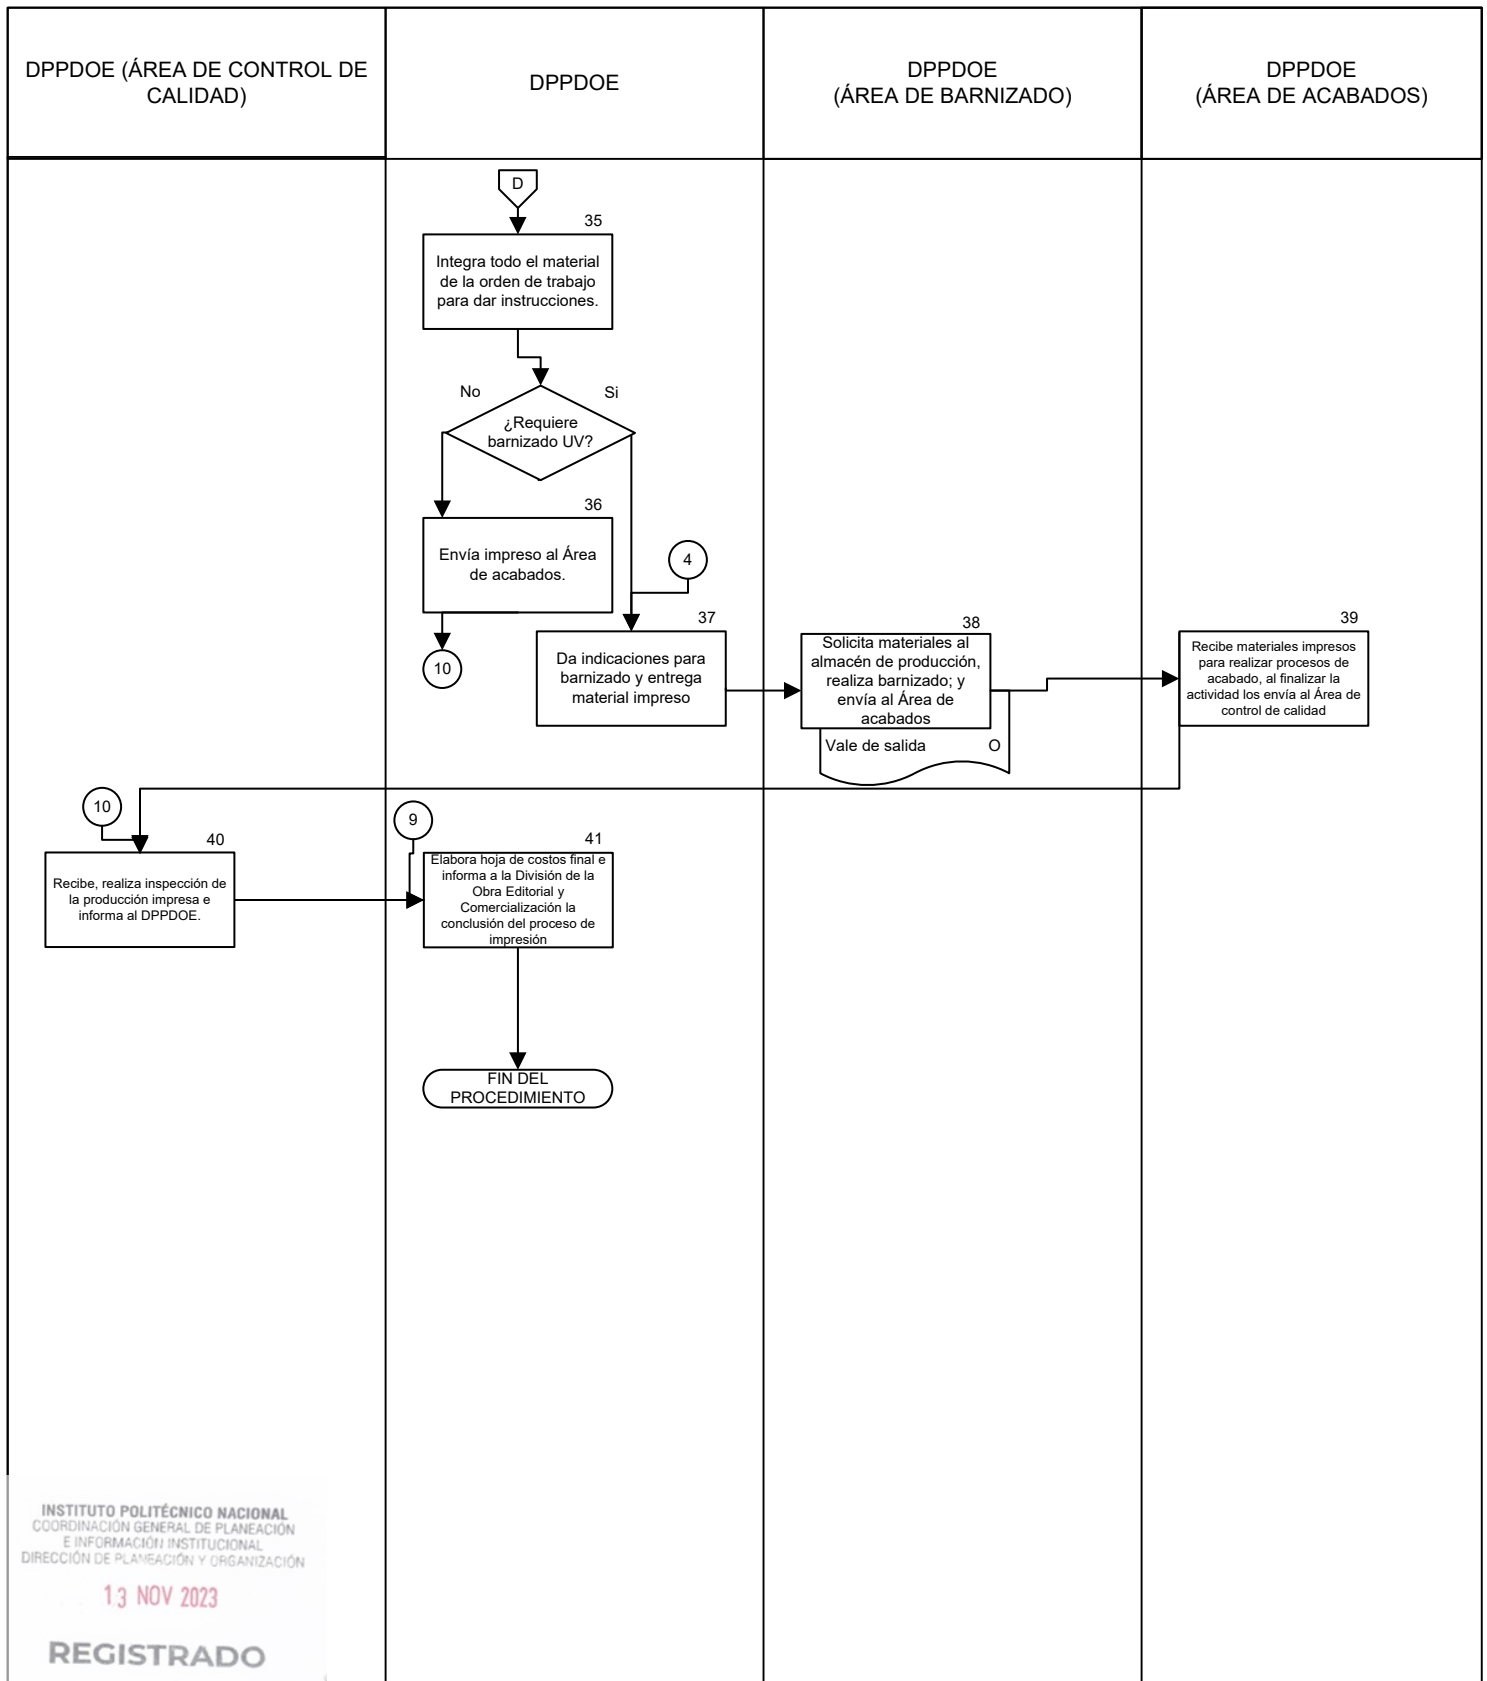 DPPDOE (ÁREA DE CONTROL DE
CALIDAD)
DPPDOE
DPPDOE
(ÁREA DE BARNIZADO)
DPPDOE
(ÁREA DE ACABADOS)
D
35
Integra todo el material
de la orden de trabajo
para dar instrucciones.
No
Si
¿Requiere
barnizado UV?
36
Envía impreso al Área
de acabados.
4
10
37
Da indicaciones para
barnizado y entrega
material impreso
38
Solicita materiales al
almacén de producción,
realiza barnizado; y
envía al Área de
acabados
Vale de salida O
39
Recibe materiales impresos
para realizar procesos de
acabado, al finalizar la
actividad los envía al Área de
control de calidad
10
40
Recibe, realiza inspección de
la producción impresa e
informa al DPPDOE.
9
41
Elabora hoja de costos final e
informa a la División de la
Obra Editorial y
Comercialización la
conclusión del proceso de
impresión
FIN DEL
PROCEDIMIENTO
INSTITUTO POLITÉCNICO NACIONAL
COORDINACIÓN GENERAL DE PLANEACIÓN
E INFORMACIÓN INSTITUCIONAL
DIRECCIÓN DE PLANEACIÓN Y ORGANIZACIÓN
13 NOV 2023
REGISTRADO